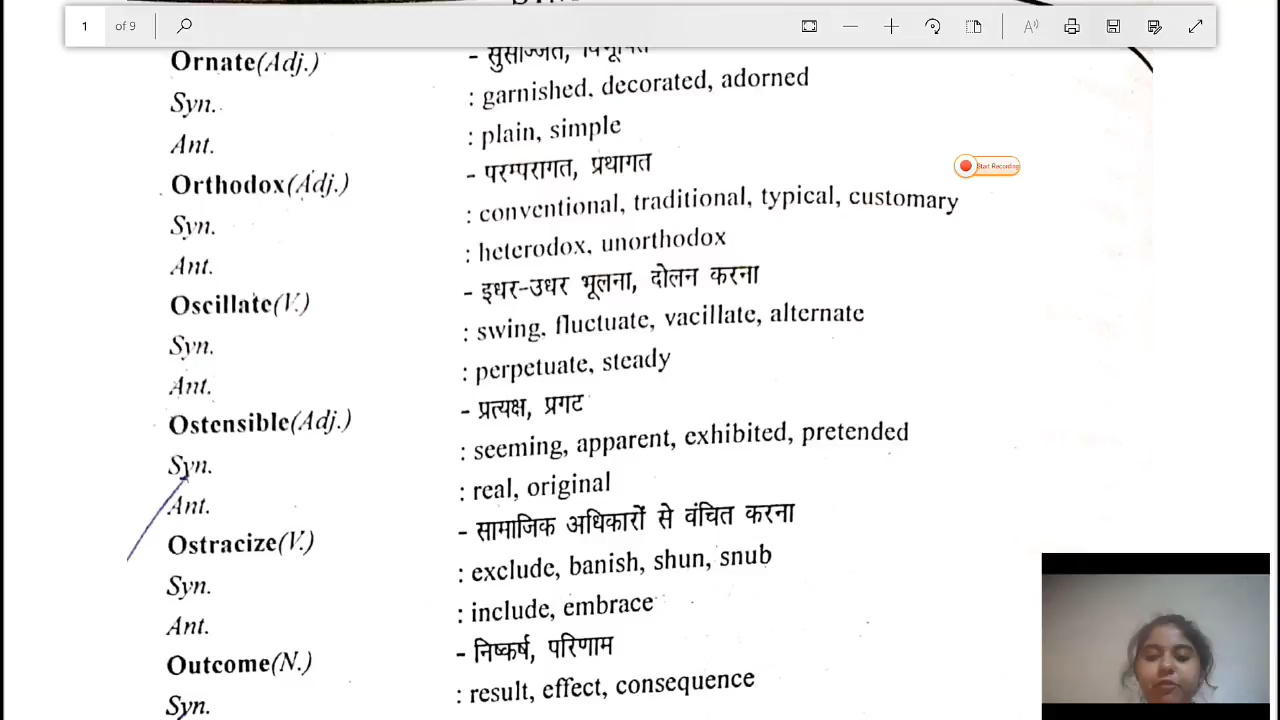 1 of 9
Start Recording
Ornate(Adj.) - सुसज्जित, विभूषित
Syn. : garnished, decorated, adorned
Ant. : plain, simple
Orthodox(Adj.) - परम्परागत, प्रथागत
Syn. : conventional, traditional, typical, customary
Ant. : heterodox, unorthodox
Oscillate(V.) - इधर-उधर भूलना, दोलन करना
Syn. : swing, fluctuate, vacillate, alternate
Ant. : perpetuate, steady
Ostensible(Adj.) - प्रत्यक्ष, प्रगट
Syn. : seeming, apparent, exhibited, pretended
Ant. : real, original
Ostracize(V.) - सामाजिक अधिकारों से वंचित करना
Syn. : exclude, banish, shun, snub
Ant. : include, embrace
Outcome(N.) - निष्कर्ष, परिणाम
Syn. : result, effect, consequence